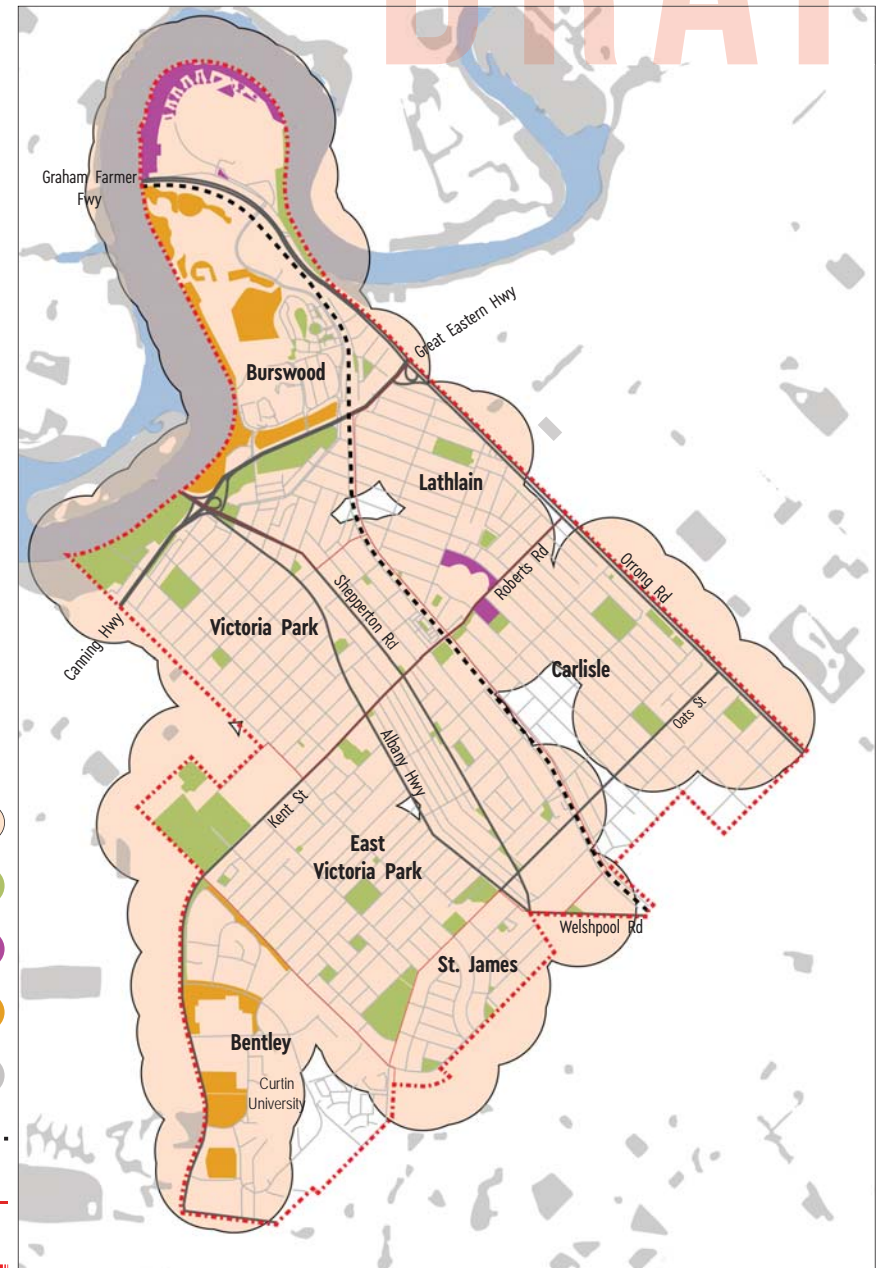 DRAF
Graham Farmer
Fwy
Great Eastern Hwy
Burswood
Lathlain
Roberts Rd
Orrong Rd
Shepperton Rd
Victoria Park
Canning Hwy
Carlisle
Oats St
Albany Hwy
Kent St
East
Victoria Park
Welshpool Rd
St. James
Bentley
Curtin
University